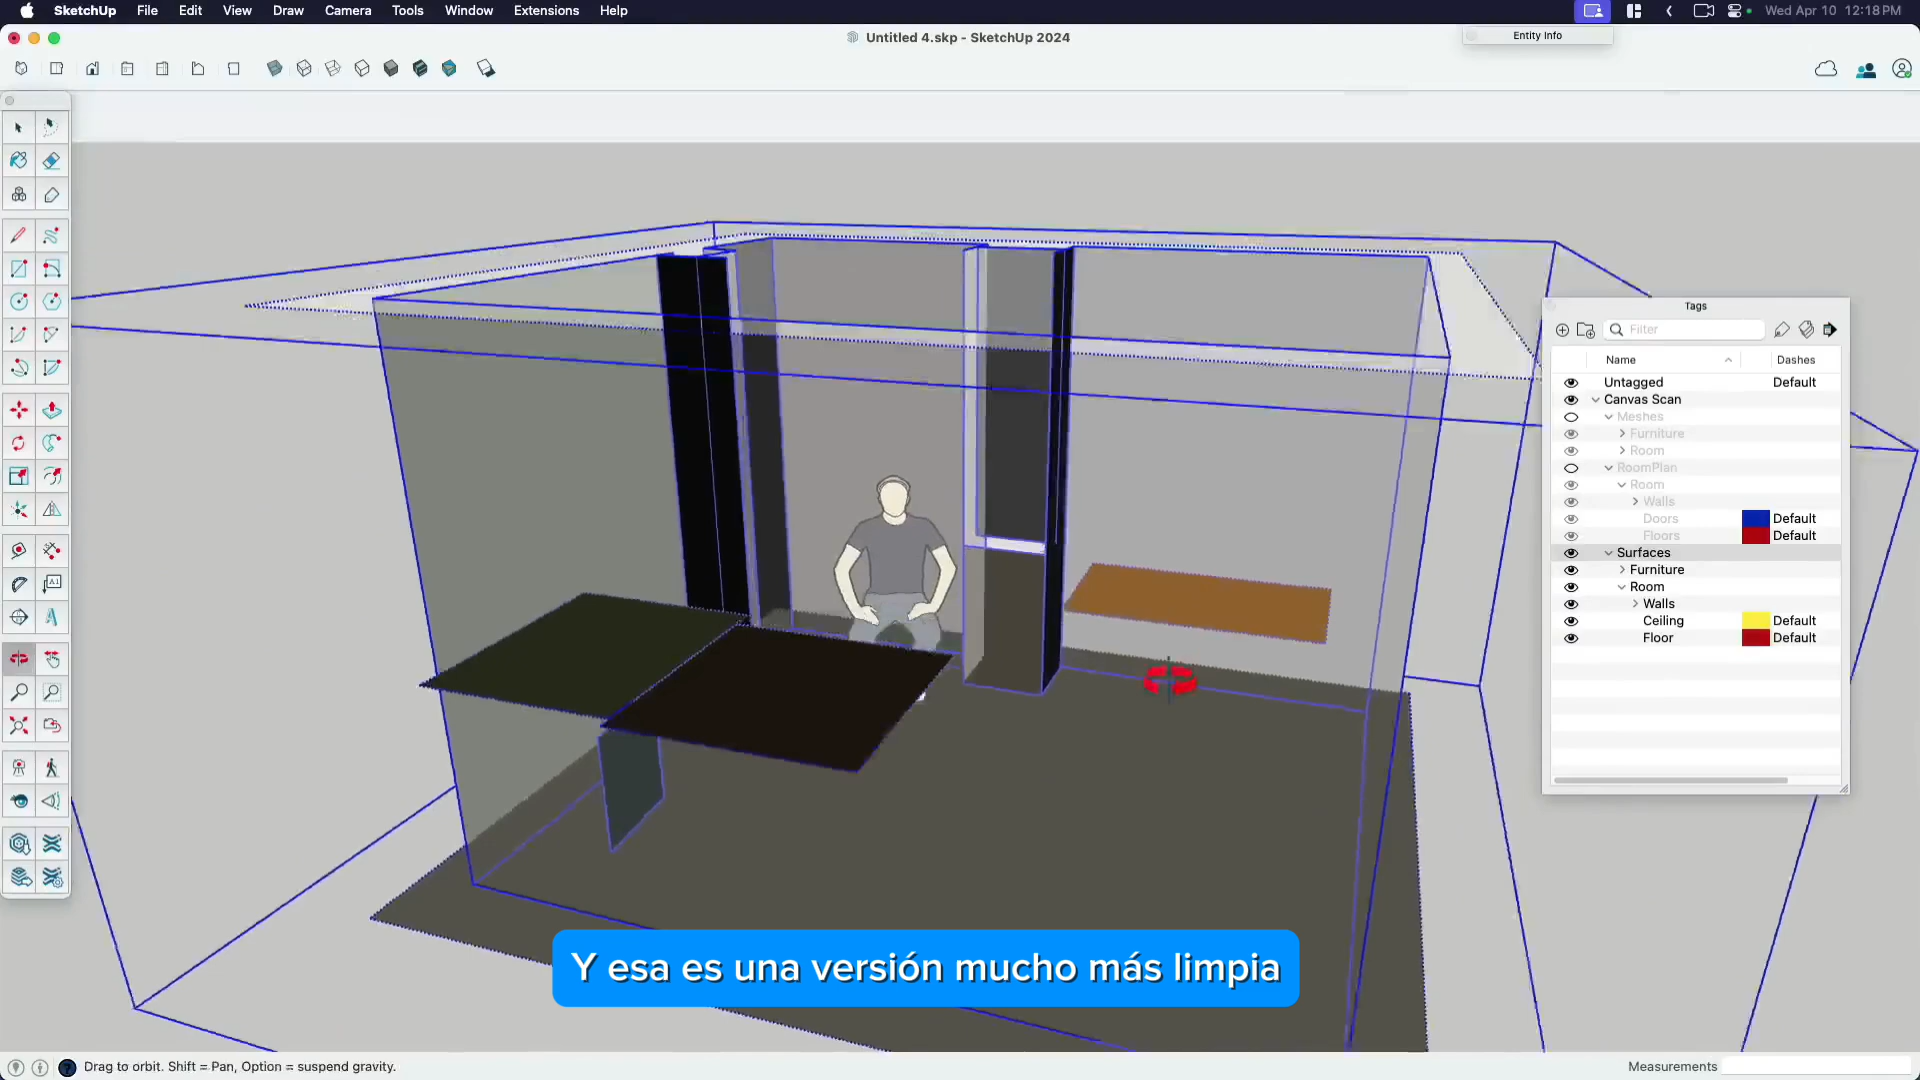 SketchUp File Edit View Draw Camera Tools Window Extensions Help
Wed Apr 10 12:18 PM
Untitled 4.skp - SketchUp 2024
Entity Info
Tags
Filter
Name Dashes
Untagged Default
Canvas Scan
Meshes
Furniture
Room
RoomPlan
Room
Walls
Doors Default
Floors Default
Surfaces
Furniture
Room
Walls
Ceiling Default
Floor Default
A1
A
Y esa es una versión mucho más limpia
Drag to orbit. Shift = Pan, Option = suspend gravity.
Measurements